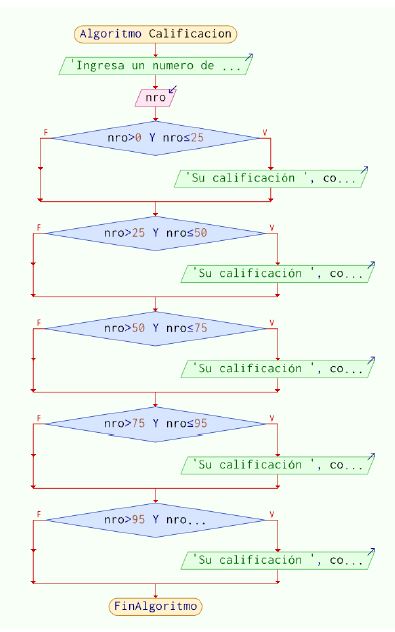 Algoritmo Calificacion
'Ingresa un numero de ...
nro
nro>0 Y nro≤25
F
V
'Su calificación ', co...
nro>25 Y nro≤50
F
V
'Su calificación ', co...
nro>50 Y nro≤75
F
V
'Su calificación ', co...
nro>75 Y nro≤95
F
V
'Su calificación ', co...
nro>95 Y nro...
F
V
'Su calificación ', co...
FinAlgoritmo